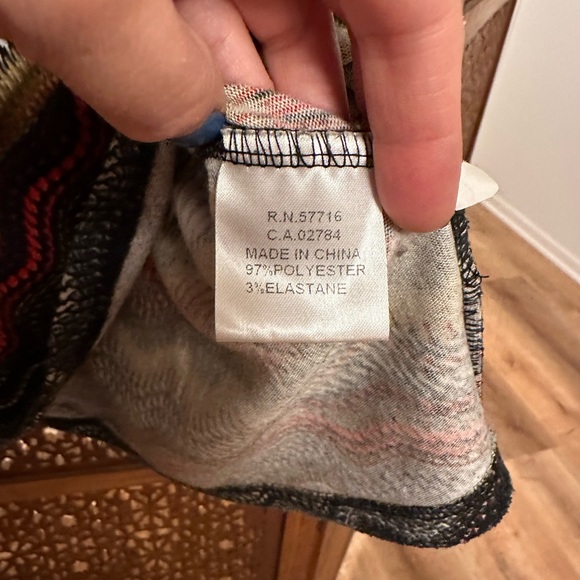 R.N.57716
C.A.02784
MADE IN CHINA
97%POLYESTER
3%ELASTANE